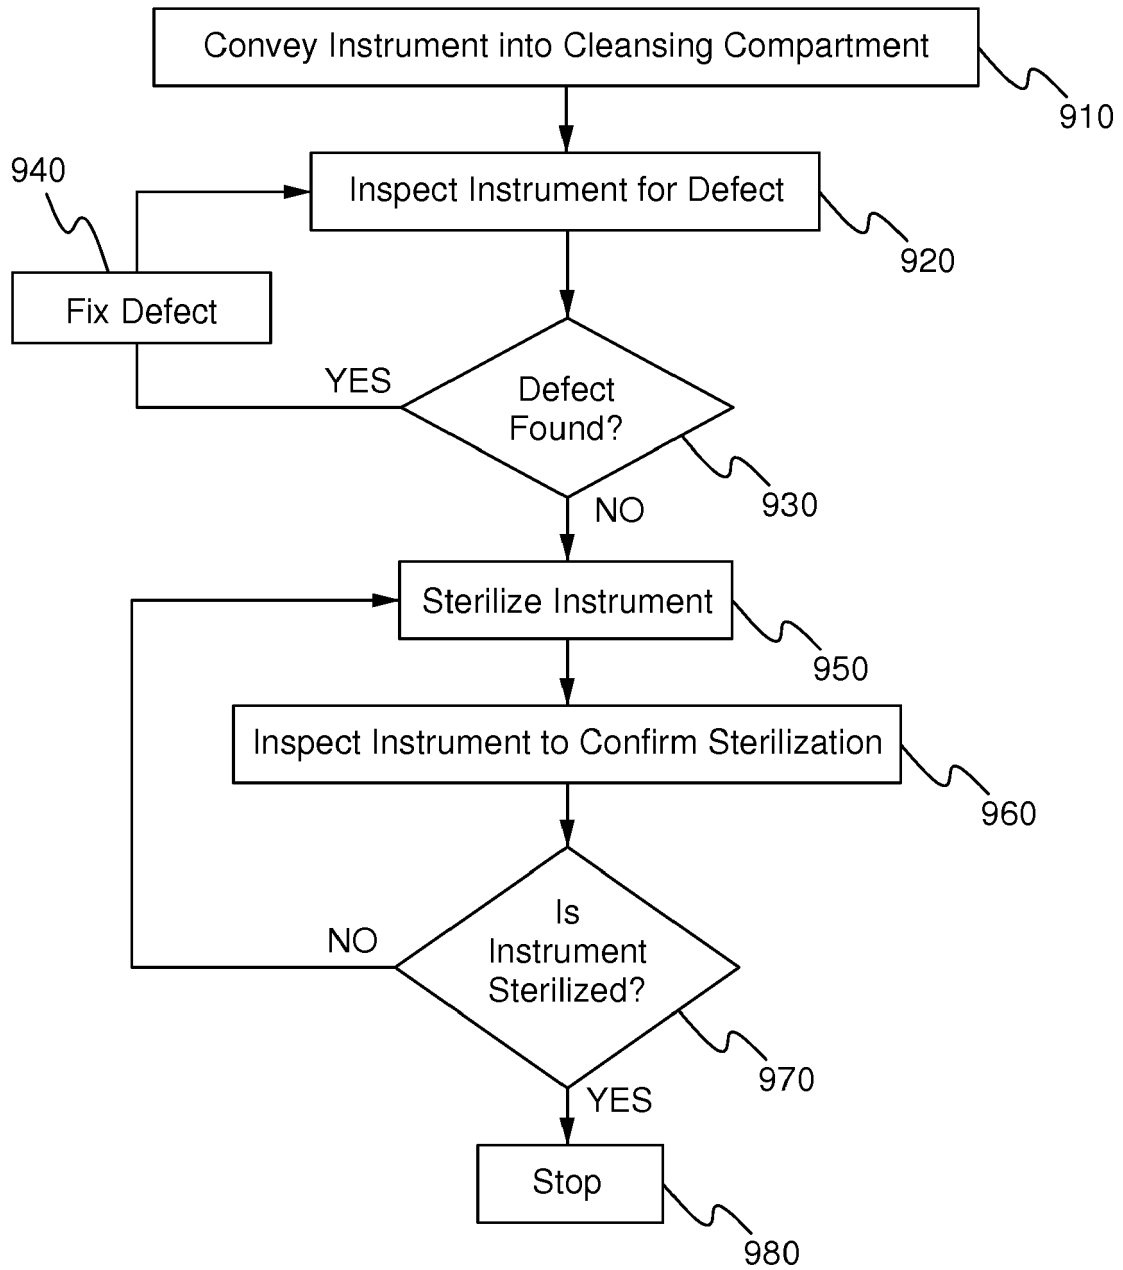 Convey Instrument into Cleansing Compartment
910
940
Inspect Instrument for Defect
920
Fix Defect
YES
Defect
Found?
930
NO
Sterilize Instrument
950
Inspect Instrument to Confirm Sterilization
960
Is
Instrument
Sterilized?
NO
970
YES
Stop
980